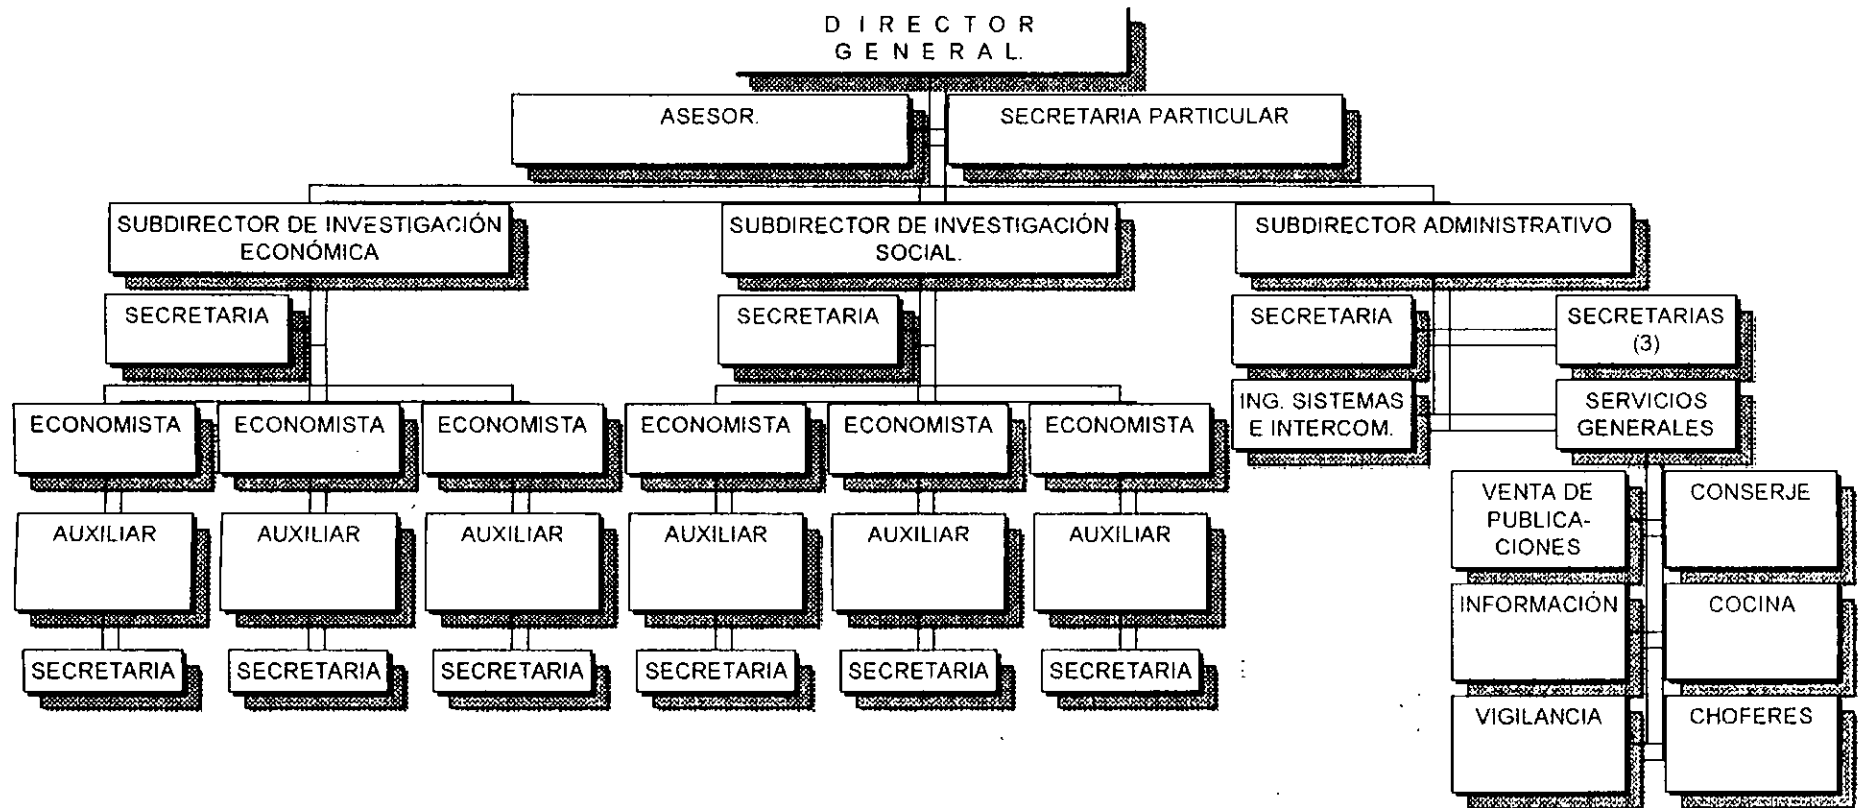 D I R E C T O R
G E N E R A L.
ASESOR.
SECRETARIA PARTICULAR
SUBDIRECTOR DE INVESTIGACIÓN
ECONÓMICA
SUBDIRECTOR DE INVESTIGACIÓN
SOCIAL.
SUBDIRECTOR ADMINISTRATIVO
SECRETARIA
SECRETARIA
SECRETARIA
SECRETARIAS
(3)
ECONOMISTA
ECONOMISTA
ECONOMISTA
ECONOMISTA
ECONOMISTA
ECONOMISTA
ING. SISTEMAS
E INTERCOM.
SERVICIOS
GENERALES
AUXILIAR
AUXILIAR
AUXILIAR
AUXILIAR
AUXILIAR
AUXILIAR
VENTA DE
PUBLICA-
CIONES
CONSERJE
SECRETARIA
SECRETARIA
SECRETARIA
SECRETARIA
SECRETARIA
SECRETARIA
INFORMACIÓN
COCINA
VIGILANCIA
CHOFERES